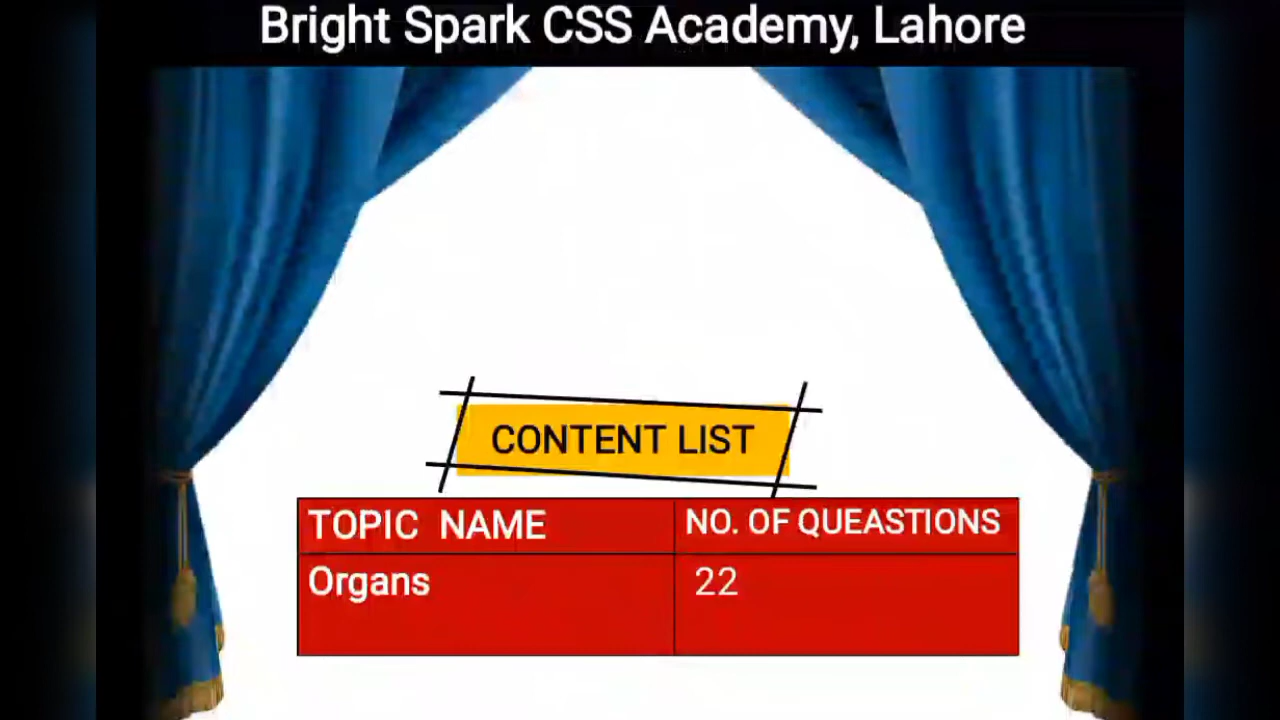 Bright Spark CSS Academy, Lahore
CONTENT LIST
TOPIC NAME NO. OF QUEASTIONS
Organs 22